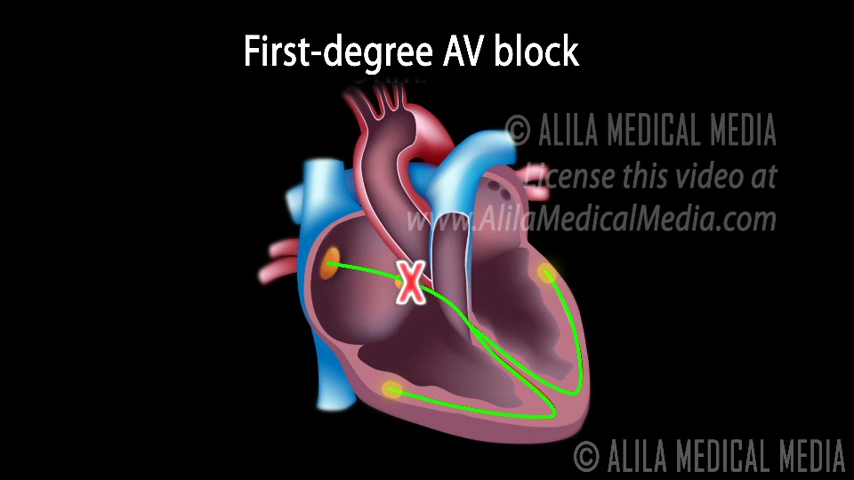 First-degree AV block
© ALILA MEDICAL MEDIA
License this video at
www.AlilaMedicalMedia.com
X
© ALILA MEDICAL MEDIA